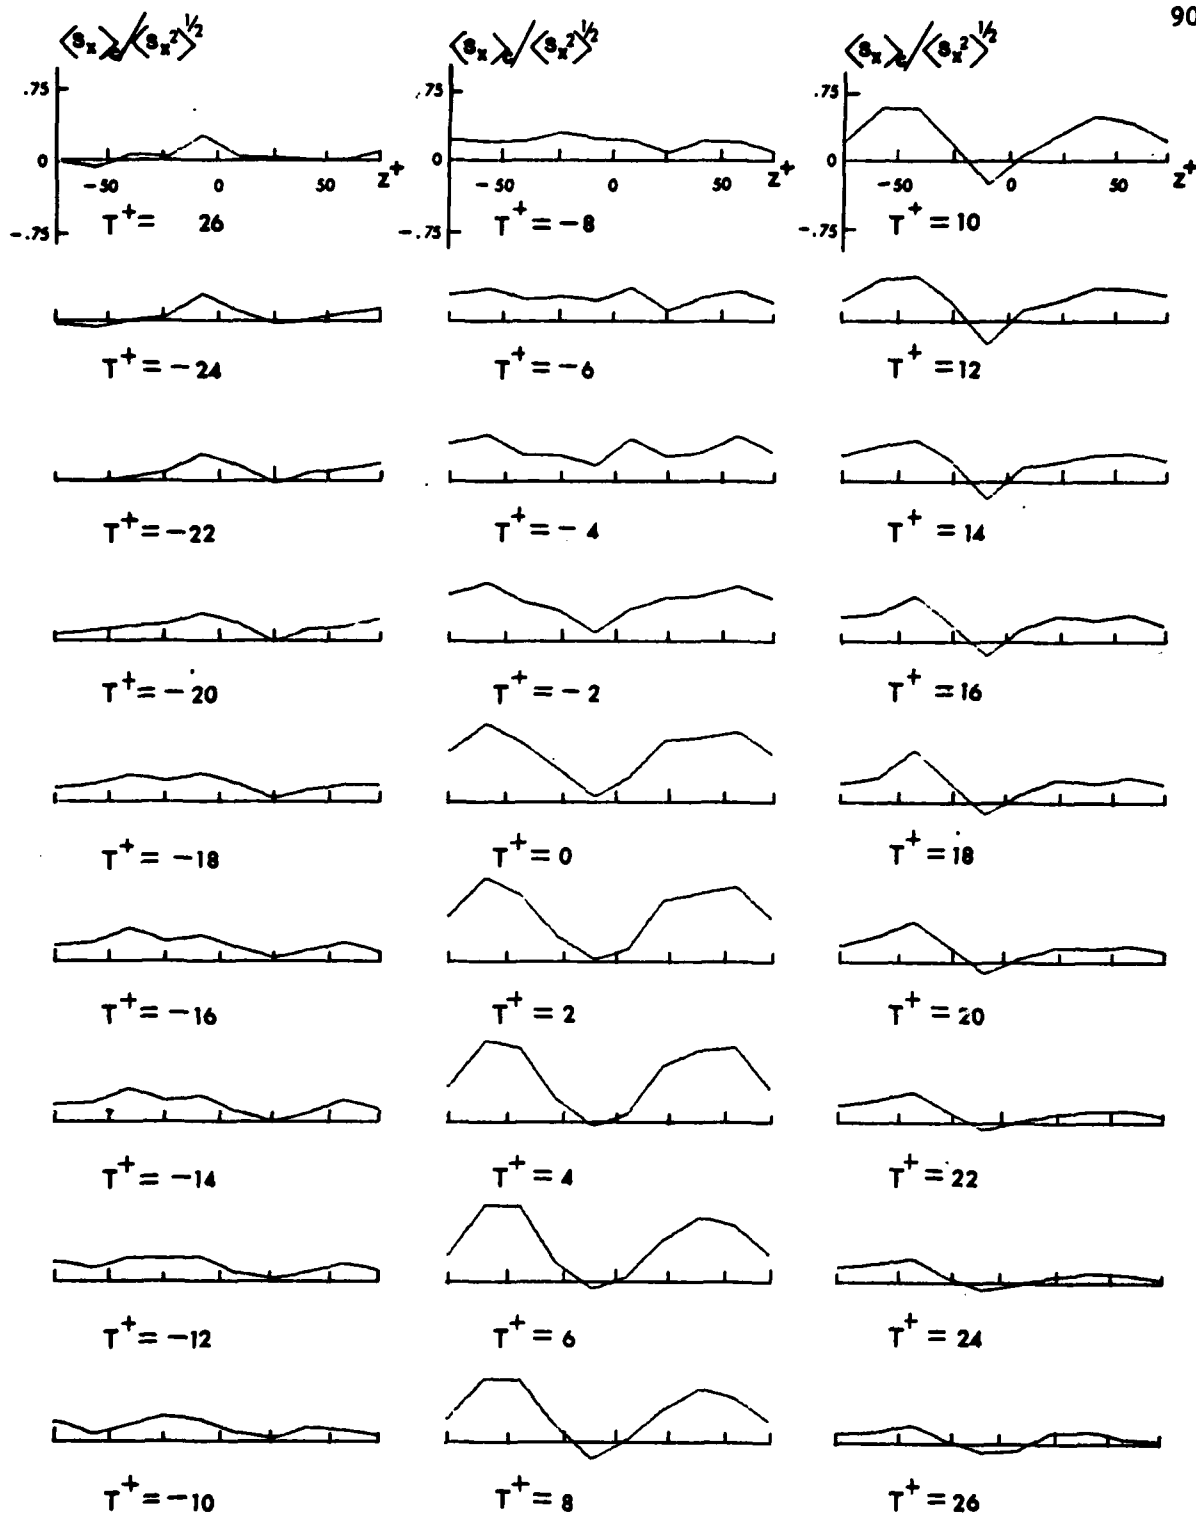 90
⟨s_x⟩_c/⟨s_x²⟩^1/2
.75
0
-.75
-50 0 50 z+
T+ = 26
T+ = -24
T+ = -22
T+ = -20
T+ = -18
T+ = -16
T+ = -14
T+ = -12
T+ = -10
⟨s_x⟩_c/⟨s_x²⟩^1/2
.75
0
-.75
-50 0 50 z+
T+ = -8
T+ = -6
T+ = -4
T+ = -2
T+ = 0
T+ = 2
T+ = 4
T+ = 6
T+ = 8
⟨s_x⟩_c/⟨s_x²⟩^1/2
.75
0
-.75
-50 0 50 z+
T+ = 10
T+ = 12
T+ = 14
T+ = 16
T+ = 18
T+ = 20
T+ = 22
T+ = 24
T+ = 26